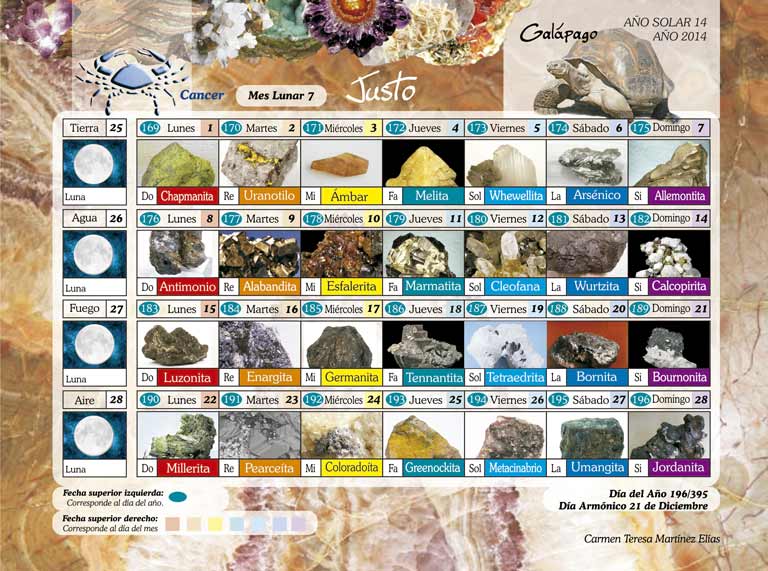 Galápago
AÑO SOLAR 14
AÑO 2014
Cancer
Mes Lunar 7
Justo
Tierra 25
169 Lunes 1
170 Martes 2
171 Miércoles 3
172 Jueves 4
173 Viernes 5
174 Sábado 6
175 Domingo 7
Luna
Do Chapmanita
Re Uranotilo
Mi Ámbar
Fa Melita
Sol Whewellita
La Arsénico
Si Allemontita
Agua 26
176 Lunes 8
177 Martes 9
178 Miércoles 10
179 Jueves 11
180 Viernes 12
181 Sábado 13
182 Domingo 14
Luna
Do Antimonio
Re Alabandita
Mi Esfalerita
Fa Marmatita
Sol Cleofana
La Wurtzita
Si Calcopirita
Fuego 27
183 Lunes 15
184 Martes 16
185 Miércoles 17
186 Jueves 18
187 Viernes 19
188 Sábado 20
189 Domingo 21
Luna
Do Luzonita
Re Enargita
Mi Germanita
Fa Tennantita
Sol Tetraedrita
La Bornita
Si Bournonita
Aire 28
190 Lunes 22
191 Martes 23
192 Miércoles 24
193 Jueves 25
194 Viernes 26
195 Sábado 27
196 Domingo 28
Luna
Do Millerita
Re Pearceíta
Mi Coloradoíta
Fa Greenockita
Sol Metacinabrio
La Umangita
Si Jordanita
Fecha superior izquierda:
Corresponde al día del año.
Fecha superior derecho:
Corresponde al día del mes
Día del Año 196/395
Día Armónico 21 de Diciembre
Carmen Teresa Martínez Elías